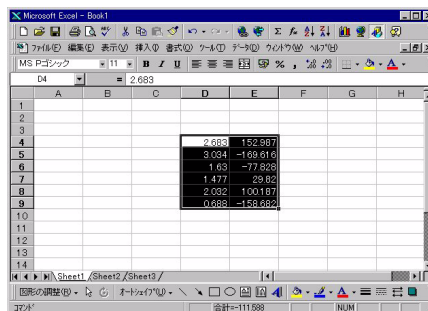 Microsoft Excel - Book1
ファイル(F) 編集(E) 表示(V) 挿入(I) 書式(O) ツール(T) データ(D) ウィンドウ(W) ヘルプ(H)
MS Pゴシック 11 B I U % ,
D4 = 2.683
A B C D E F G H
1
2
3
4 2.683 152.987
5 3.034 -169.616
6 1.63 -77.828
7 1.477 29.82
8 2.032 100.187
9 0.688 -158.682
10
11
12
13
14
Sheet1 Sheet2 Sheet3
図形の調整(R) オートシェイプ(U)
コマンド 合計=-111.588 NUM